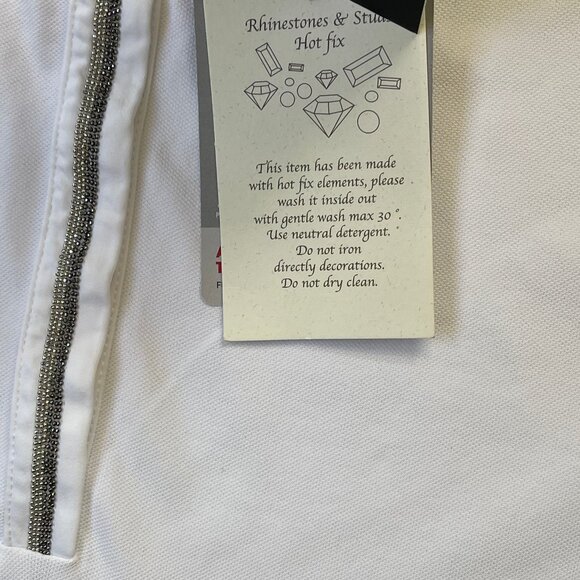 Rhinestones & Studs
Hot fix
This item has been made
with hot fix elements, please
wash it inside out
with gentle wash max 30 °.
Use neutral detergent.
Do not iron
directly decorations.
Do not dry clean.